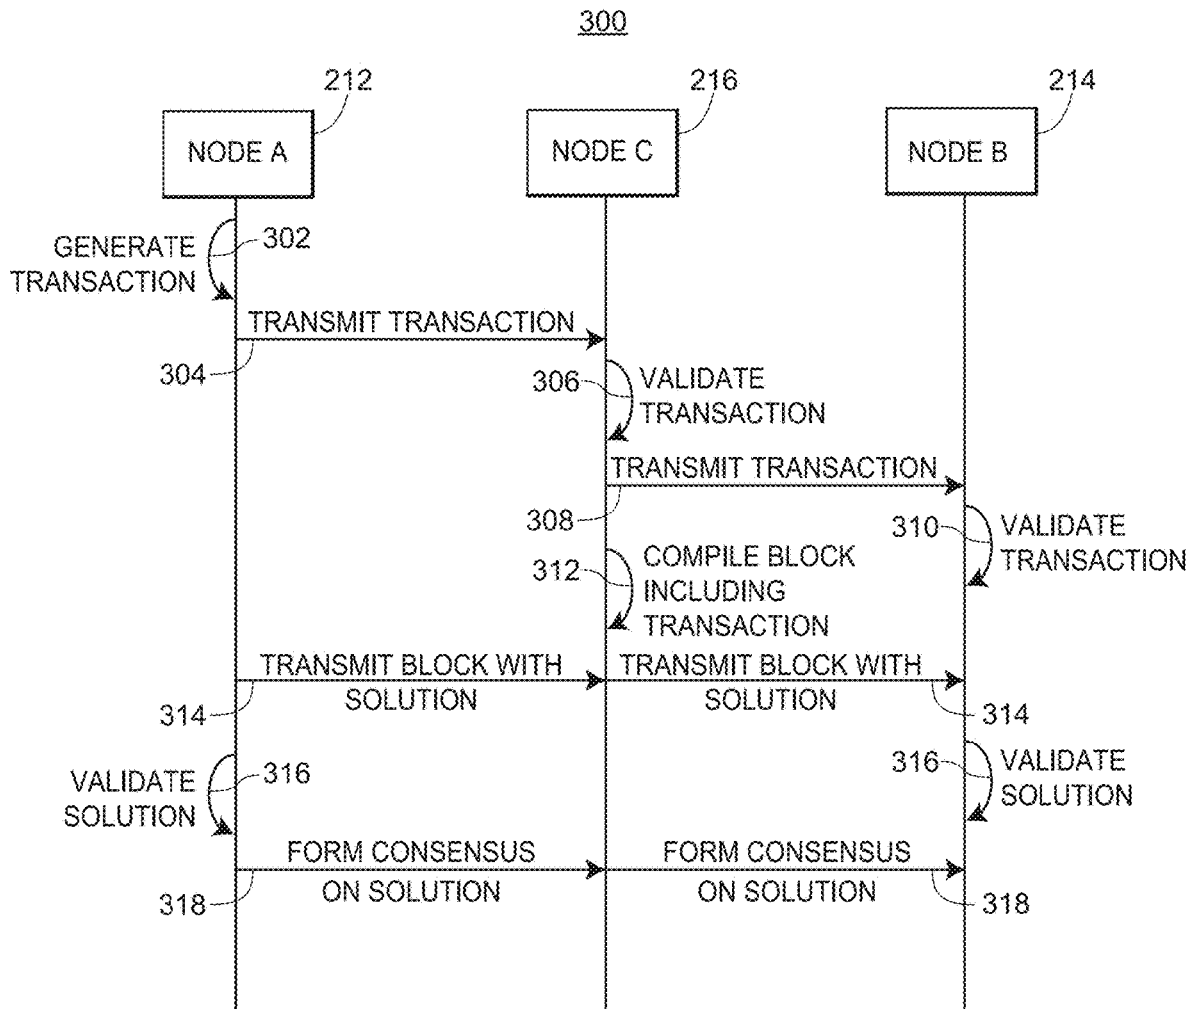 300
212
216
214
NODE A
NODE C
NODE B
GENERATE
TRANSACTION
302
TRANSMIT TRANSACTION
304
306
VALIDATE
TRANSACTION
TRANSMIT TRANSACTION
308
310
VALIDATE
TRANSACTION
312
COMPILE BLOCK
INCLUDING
TRANSACTION
TRANSMIT BLOCK WITH
SOLUTION
314
TRANSMIT BLOCK WITH
SOLUTION
314
VALIDATE
SOLUTION
316
316
VALIDATE
SOLUTION
FORM CONSENSUS
ON SOLUTION
318
FORM CONSENSUS
ON SOLUTION
318